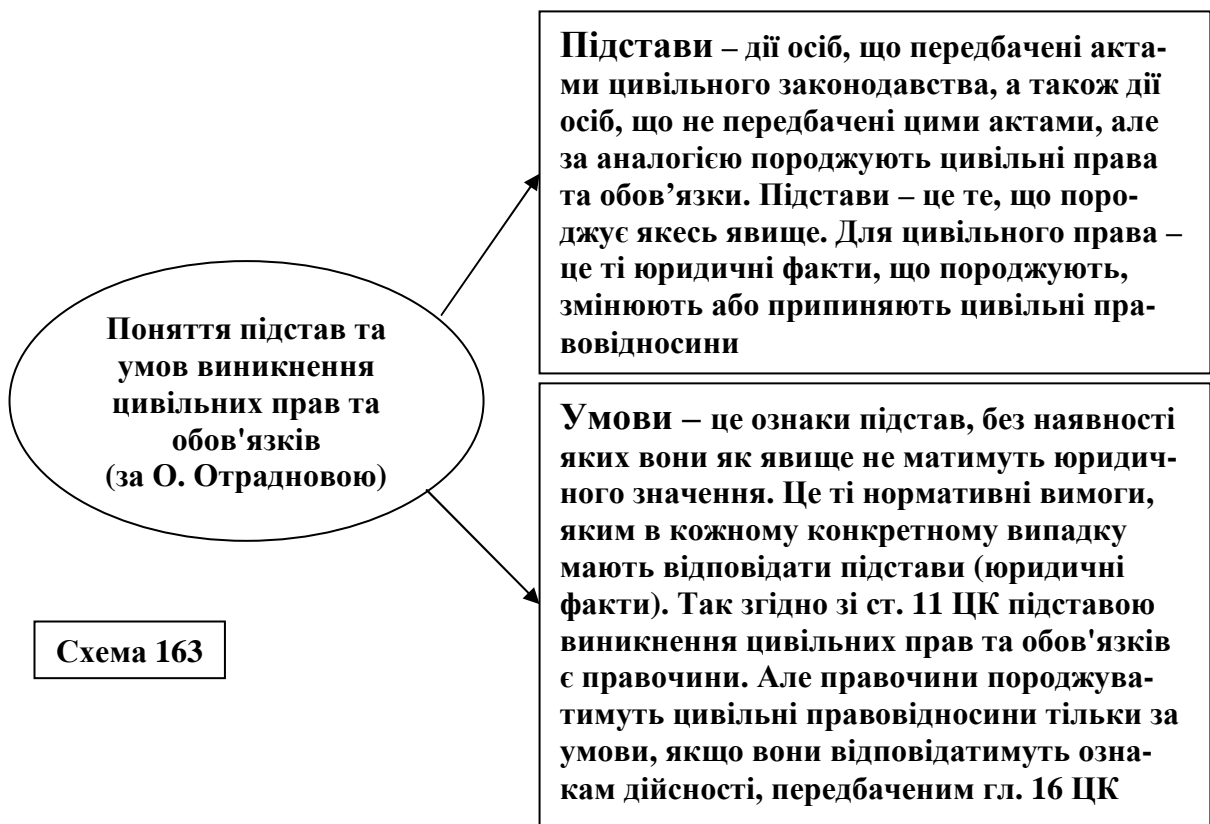 Підстави – дії осіб, що передбачені акта-
ми цивільного законодавства, а також дії
осіб, що не передбачені цими актами, але
за аналогією породжують цивільні права
та обов’язки. Підстави – це те, що поро-
джує якесь явище. Для цивільного права –
це ті юридичні факти, що породжують,
змінюють або припиняють цивільні пра-
вовідносини
Поняття підстав та
умов виникнення
цивільних прав та
обов'язків
(за О. Отрадновою)
Умови – це ознаки підстав, без наявності
яких вони як явище не матимуть юридич-
ного значення. Це ті нормативні вимоги,
яким в кожному конкретному випадку
мають відповідати підстави (юридичні
факти). Так згідно зі ст. 11 ЦК підставою
виникнення цивільних прав та обов'язків
є правочини. Але правочини породжува-
тимуть цивільні правовідносини тільки за
умови, якщо вони відповідатимуть озна-
кам дійсності, передбаченим гл. 16 ЦК
Схема 163